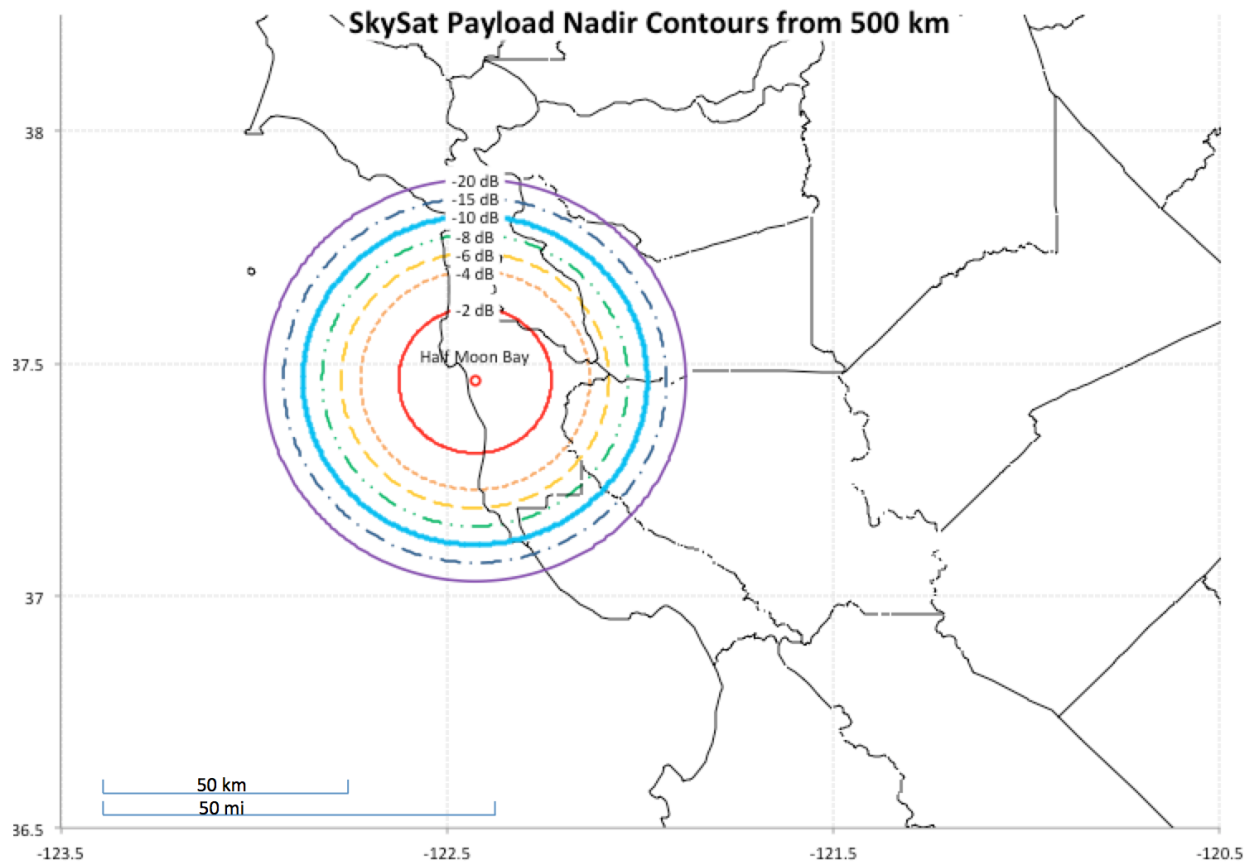 SkySat Payload Nadir Contours from 500 km
38
-20 dB
-15 dB
-10 dB
-8 dB
-6 dB
-4 dB
-2 dB
37.5
Half Moon Bay
37
50 km
50 mi
36.5
-123.5
-122.5
-121.5
-120.5